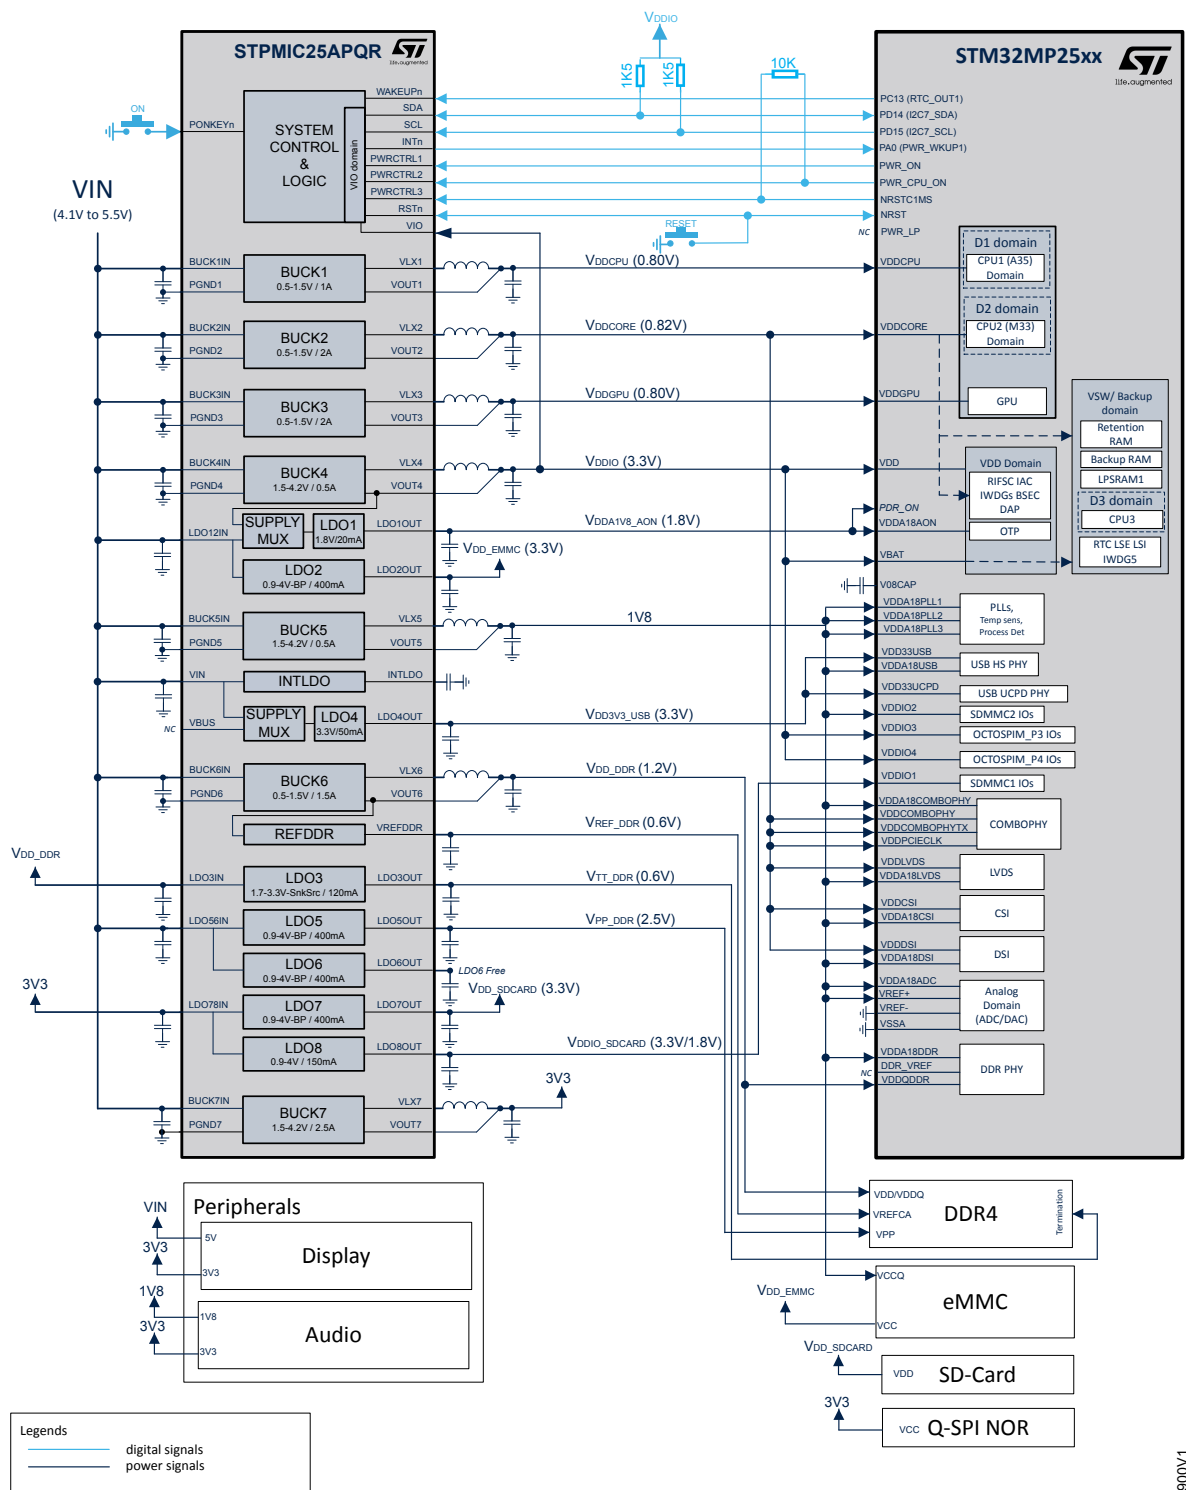 VDDIO
STPMIC25APQR
life.augmented
STM32MP25xx
life.augmented
1K5
1K5
10K
ON
PONKEYn
SYSTEM
CONTROL
&
LOGIC
VIO domain
WAKEUPn
SDA
SCL
INTn
PWRCTRL1
PWRCTRL2
PWRCTRL3
RSTn
VIO
PC13 (RTC_OUT1)
PD14 (I2C7_SDA)
PD15 (I2C7_SCL)
PA0 (PWR_WKUP1)
PWR_ON
PWR_CPU_ON
NRSTC1MS
NRST
NC PWR_LP
RESET
VIN
(4.1V to 5.5V)
BUCK1IN
PGND1
BUCK1
0.5-1.5V / 1A
VLX1
VOUT1
VDDCPU (0.80V)
VDDCPU
D1 domain
CPU1 (A35)
Domain
BUCK2IN
PGND2
BUCK2
0.5-1.5V / 2A
VLX2
VOUT2
VDDCORE (0.82V)
VDDCORE
D2 domain
CPU2 (M33)
Domain
BUCK3IN
PGND3
BUCK3
0.5-1.5V / 2A
VLX3
VOUT3
VDDGPU (0.80V)
VDDGPU
GPU
VSW/ Backup
domain
Retention
RAM
Backup RAM
LPSRAM1
D3 domain
CPU3
RTC LSE LSI
IWDG5
BUCK4IN
PGND4
BUCK4
1.5-4.2V / 0.5A
VLX4
VOUT4
VDDIO (3.3V)
VDD
VDD Domain
RIFSC IAC
IWDGs BSEC
DAP
OTP
LDO12IN
SUPPLY
MUX
LDO1
1.8V/20mA
LDO1OUT
VDDA1V8_AON (1.8V)
PDR_ON
VDDA18AON
LDO2
0.9-4V-BP / 400mA
LDO2OUT
VDD_EMMC (3.3V)
VBAT
V08CAP
BUCK5IN
PGND5
BUCK5
1.5-4.2V / 0.5A
VLX5
VOUT5
1V8
VDDA18PLL1
VDDA18PLL2
VDDA18PLL3
PLLs,
Temp sens,
Process Det
VIN
INTLDO
INTLDO
VDD33USB
VDDA18USB
USB HS PHY
NC
VBUS
SUPPLY
MUX
LDO4
3.3V/50mA
LDO4OUT
VDD3V3_USB (3.3V)
VDD33UCPD
USB UCPD PHY
VDDIO2
SDMMC2 IOs
VDDIO3
OCTOSPIM_P3 IOs
VDDIO4
OCTOSPIM_P4 IOs
VDDIO1
SDMMC1 IOs
BUCK6IN
PGND6
BUCK6
0.5-1.5V / 1.5A
VLX6
VOUT6
VDD_DDR (1.2V)
REFDDR
VREFDDR
VREF_DDR (0.6V)
VDDA18COMBOPHY
VDDCOMBOPHY
VDDCOMBOPHYTX
VDDPCIECLK
COMBOPHY
VDD_DDR
LDO3IN
LDO3
1.7-3.3V-SnkSrc / 120mA
LDO3OUT
VTT_DDR (0.6V)
VDDLVDS
VDDA18LVDS
LVDS
LDO56IN
LDO5
0.9-4V-BP / 400mA
LDO5OUT
VPP_DDR (2.5V)
VDDCSI
VDDA18CSI
CSI
LDO6
0.9-4V-BP / 400mA
LDO6OUT
LDO6 Free
VDDDSI
VDDA18DSI
DSI
3V3
LDO78IN
LDO7
0.9-4V-BP / 400mA
LDO7OUT
VDD_SDCARD (3.3V)
VDDA18ADC
VREF+
VREF-
VSSA
Analog
Domain
(ADC/DAC)
LDO8
0.9-4V / 150mA
LDO8OUT
VDDIO_SDCARD (3.3V/1.8V)
VDDA18DDR
DDR_VREF
NC
VDDQDDR
DDR PHY
BUCK7IN
PGND7
BUCK7
1.5-4.2V / 2.5A
VLX7
VOUT7
3V3
Peripherals
VIN
5V
3V3
3V3
Display
1V8
1V8
3V3
3V3
Audio
VDD/VDDQ
VREFCA
VPP
DDR4
Termination
VCCQ
eMMC
VDD_EMMC
VCC
VDD_SDCARD
VDD
SD-Card
3V3
VCC
Q-SPI NOR
Legends
digital signals
power signals
900V1